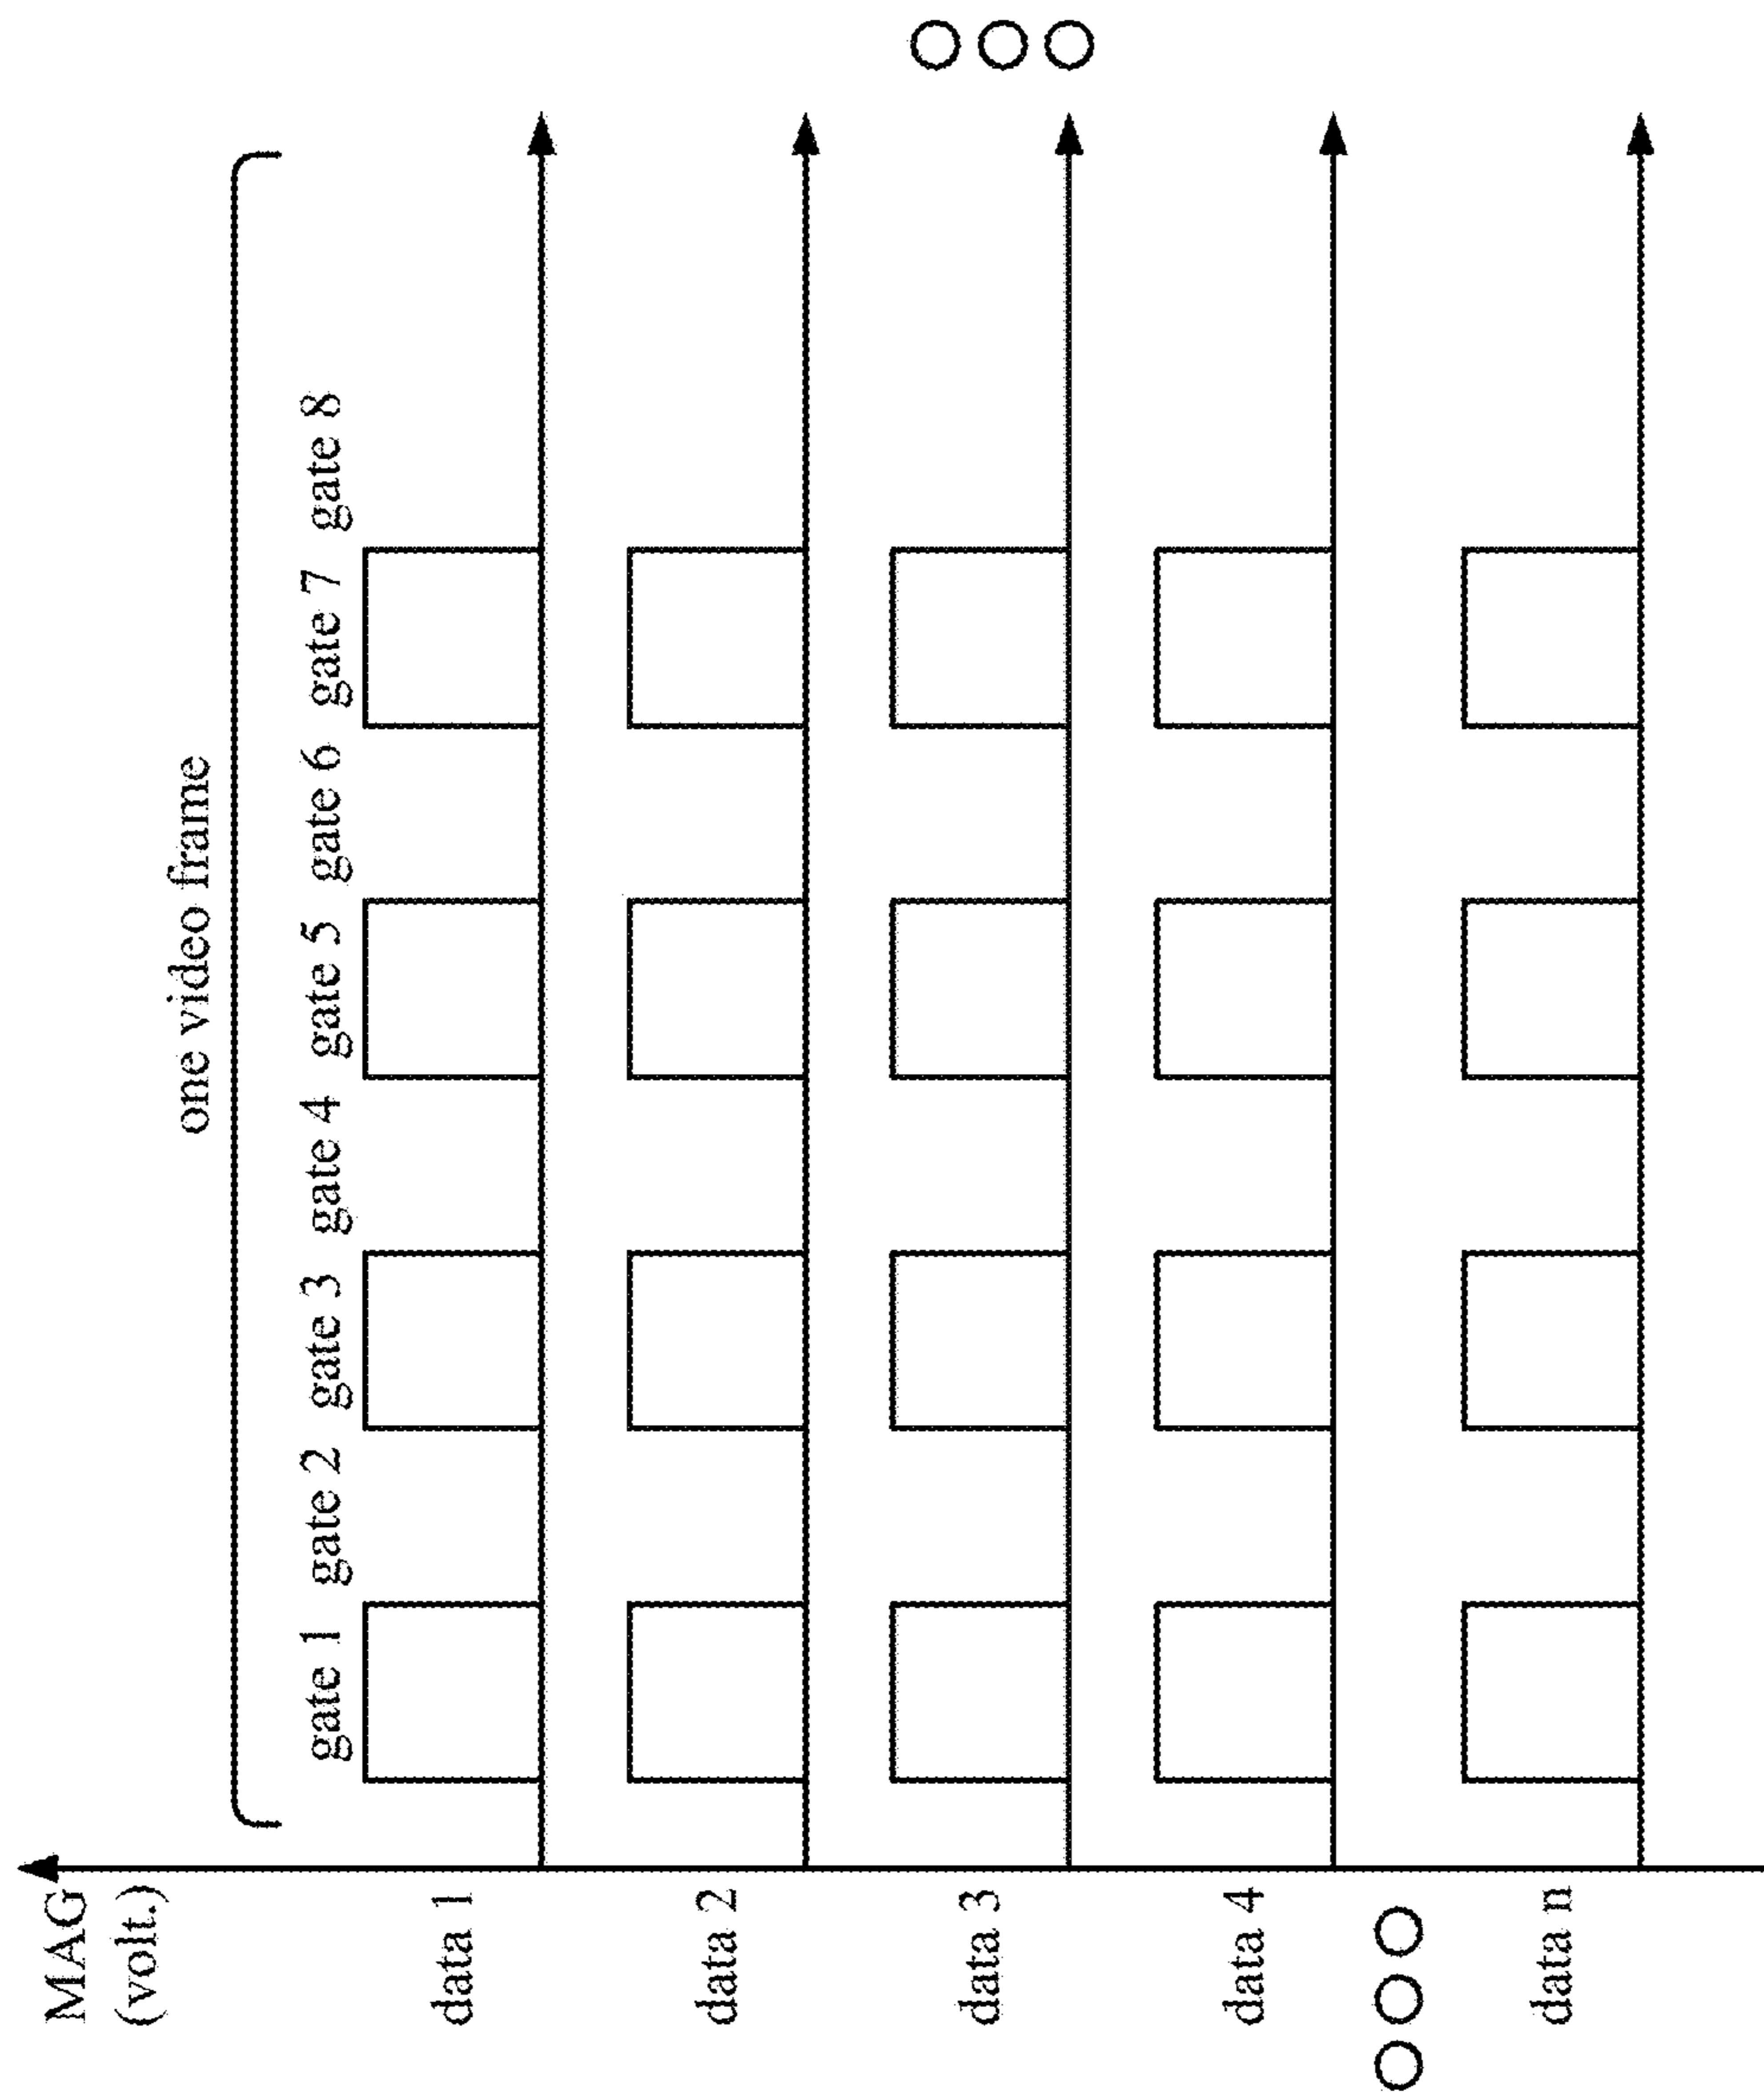 MAG
(volt.)
one video frame
gate 1 gate 2 gate 3 gate 4 gate 5 gate 6 gate 7 gate 8
data 1
data 2
data 3
data 4
data n